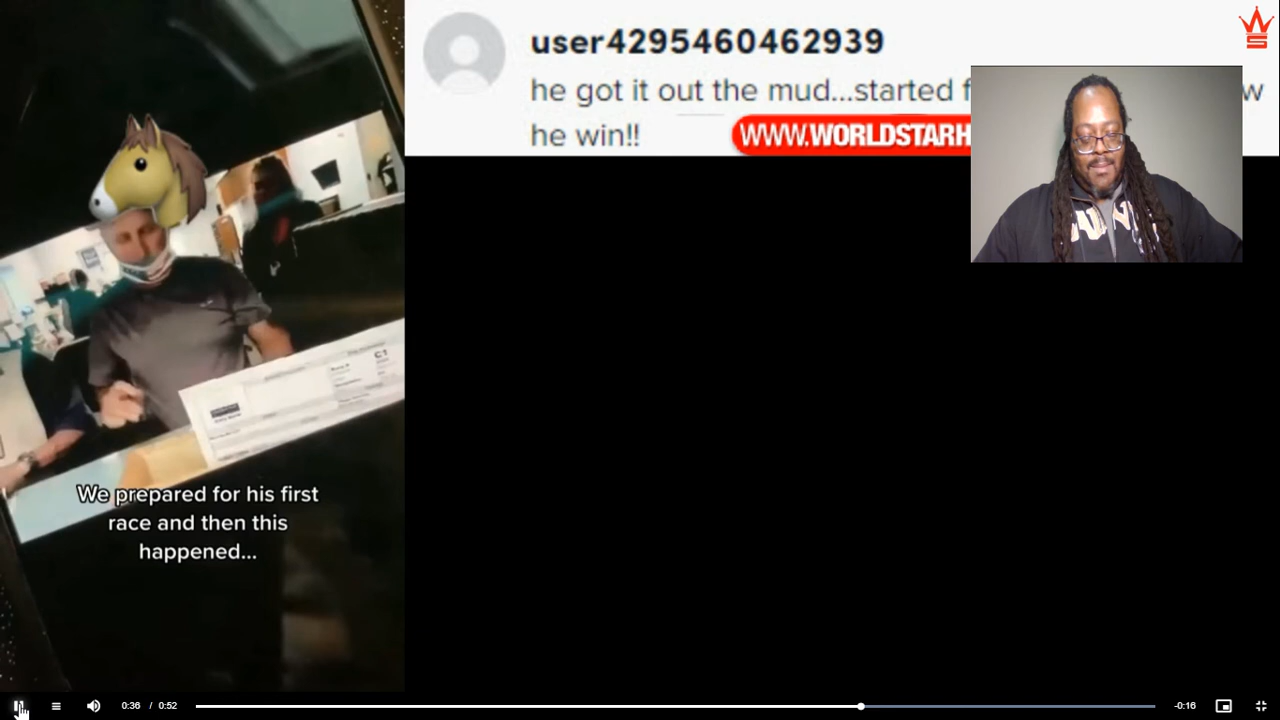 user4295460462939
he got it out the mud...started f
w
he win!!
WWW.WORLDSTARH
C1
We prepared for his first
race and then this
happened...
0:36 / 0:52
-0:16